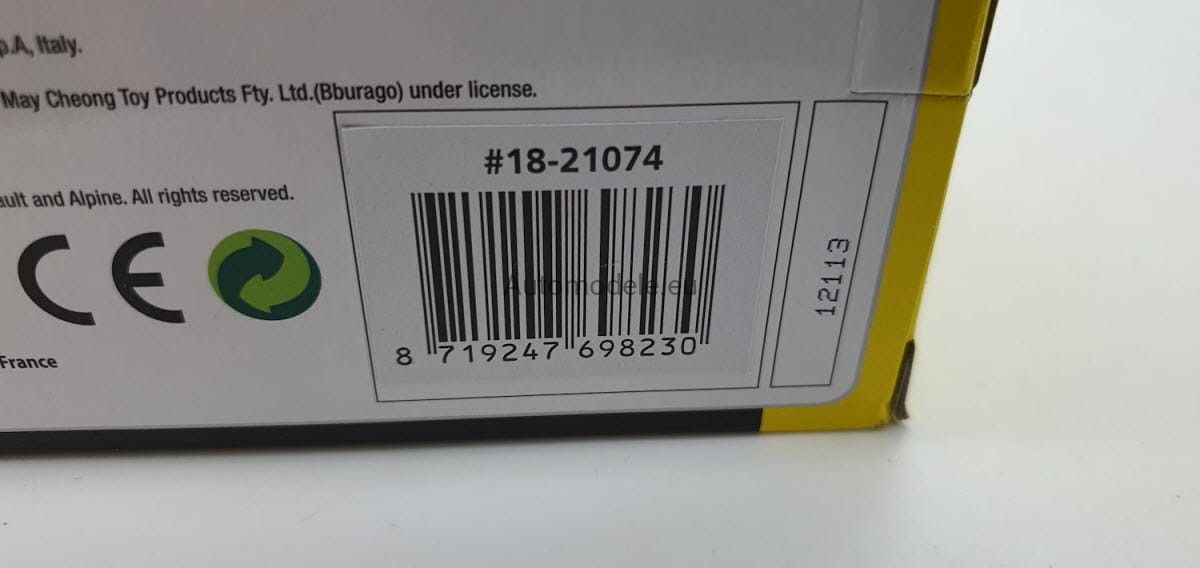 p.A, Italy.
May Cheong Toy Products Fty. Ltd.(Bburago) under license.
#18-21074
ault and Alpine. All rights reserved.
CE
Automodele.eu
12113
8 719247 698230
France